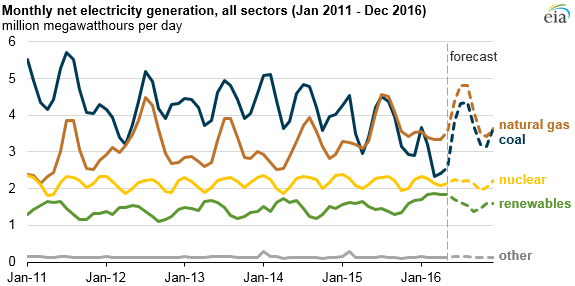 Monthly net electricity generation, all sectors (Jan 2011 - Dec 2016)
million megawatthours per day
eia
6
forecast
5
4
natural gas
coal
3
nuclear
2
renewables
1
other
0
Jan-11 Jan-12 Jan-13 Jan-14 Jan-15 Jan-16